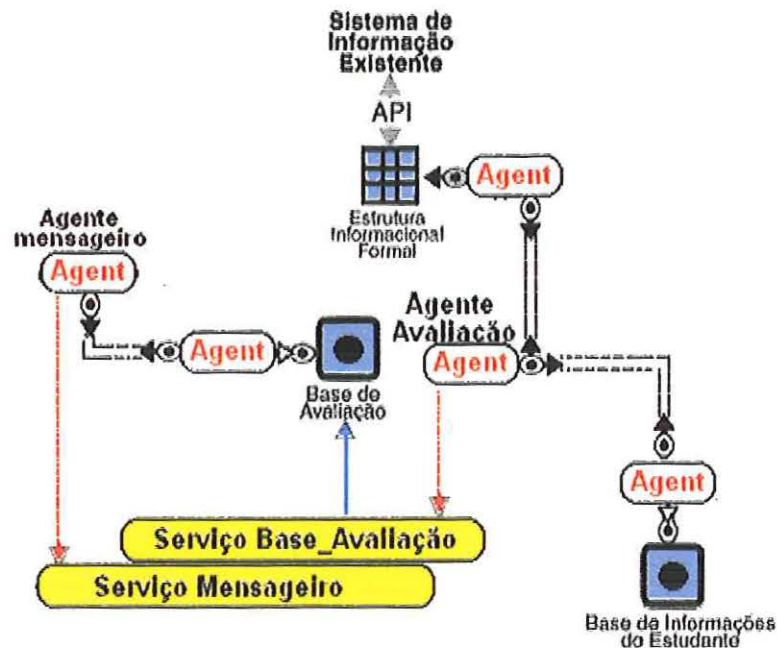 Sistema de
Informação
Existente
API
Agent
Estrutura
Informacional
Formal
Agente
mensageiro
Agent
Agent
Base de
Avaliação
Agente
Avaliação
Agent
Agent
Serviço Base_Avaliação
Serviço Mensageiro
Base de Informações
do Estudante